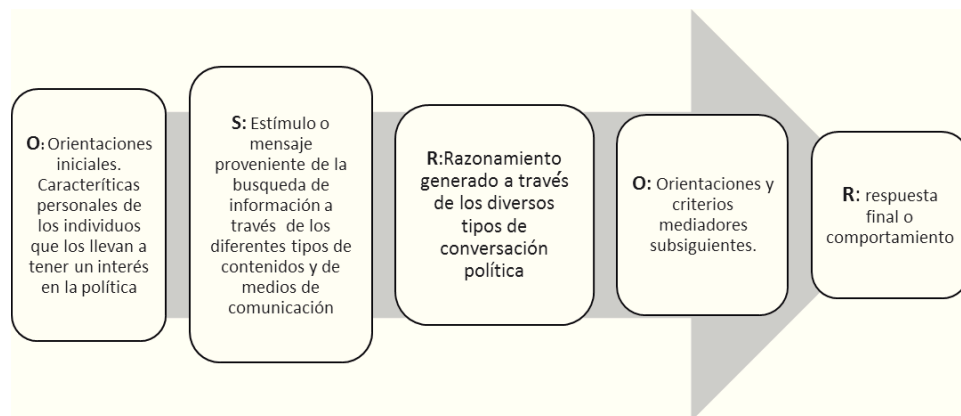 O: Orientaciones
iniciales.
Carateríticas
personales de
los individuos
que los llevan a
tener un interés
en la política
S: Estímulo o
mensaje
proveniente de la
busqueda de
información a
través de los
diferentes tipos de
contenidos y de
medios de
comunicación
R:Razonamiento
generado a través
de los diversos
tipos de
conversación
política
O: Orientaciones y
criterios
mediadores
subsiguientes.
R: respuesta
final o
comportamiento